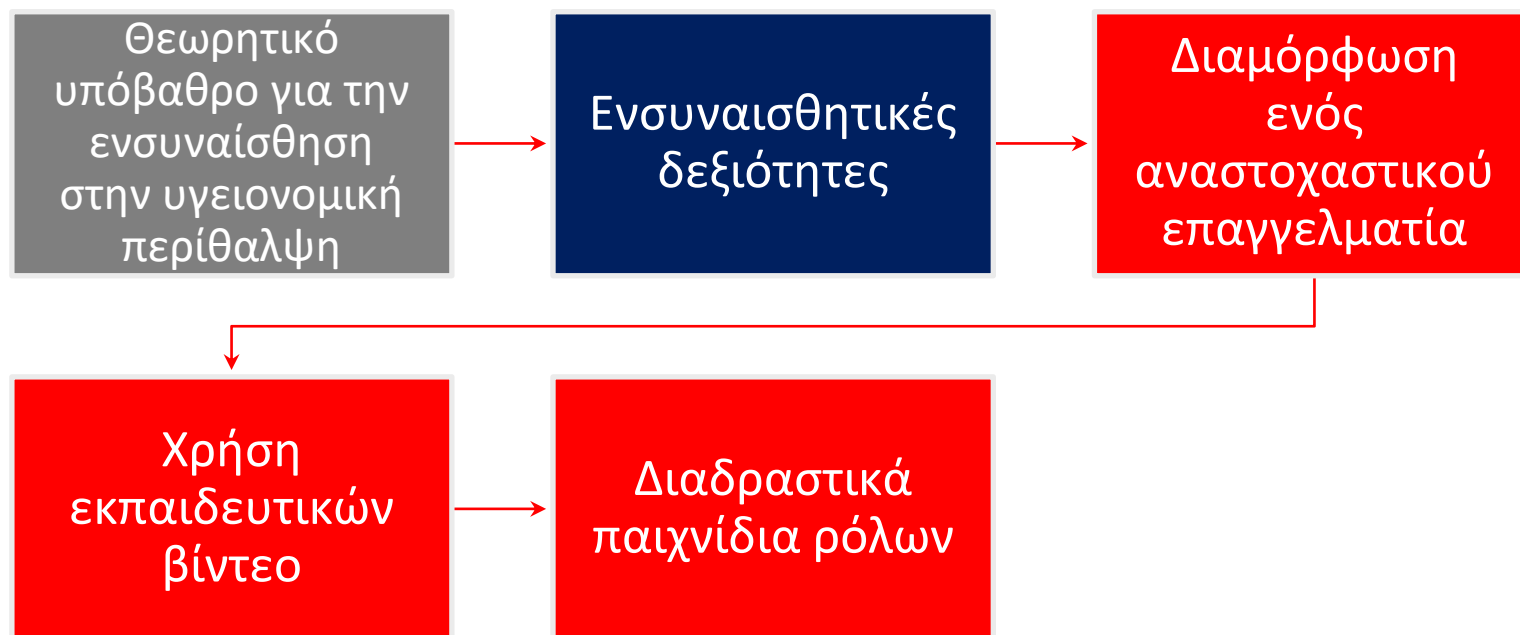 Θεωρητικό
υπόβαθρο για την
ενσυναίσθηση
στην υγειονομική
περίθαλψη
Ενσυναισθητικές
δεξιότητες
Διαμόρφωση
ενός
αναστοχαστικού
επαγγελματία
Χρήση
εκπαιδευτικών
βίντεο
Διαδραστικά
παιχνίδια ρόλων